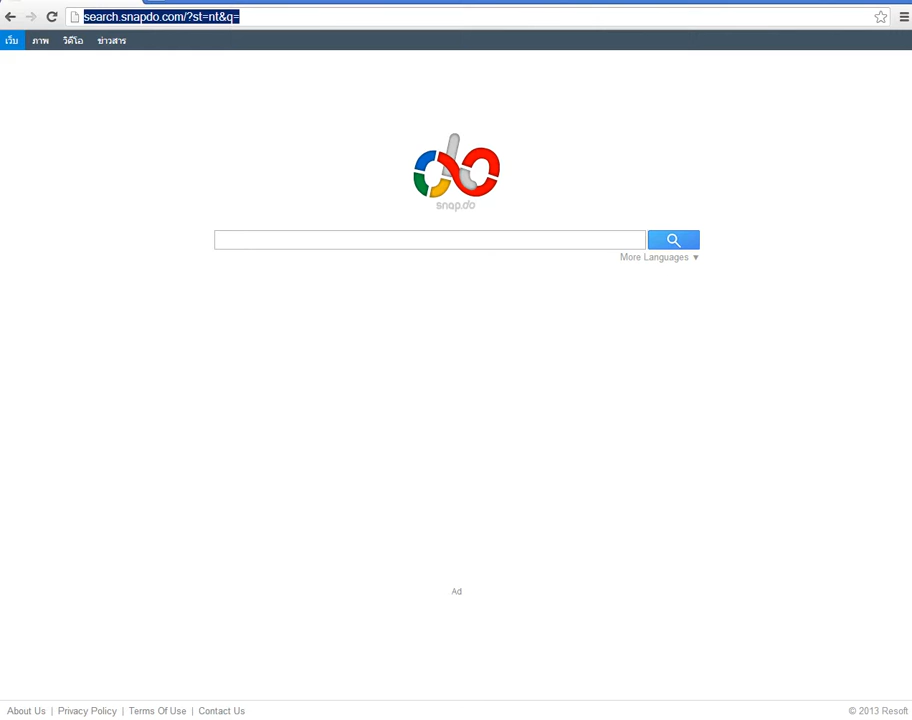 search.snapdo.com/?st=nt&q=
เว็บ ภาพ วิดีโอ ข่าวสาร
snap.do
More Languages ▼
Ad
About Us | Privacy Policy | Terms Of Use | Contact Us
© 2013 Resoft